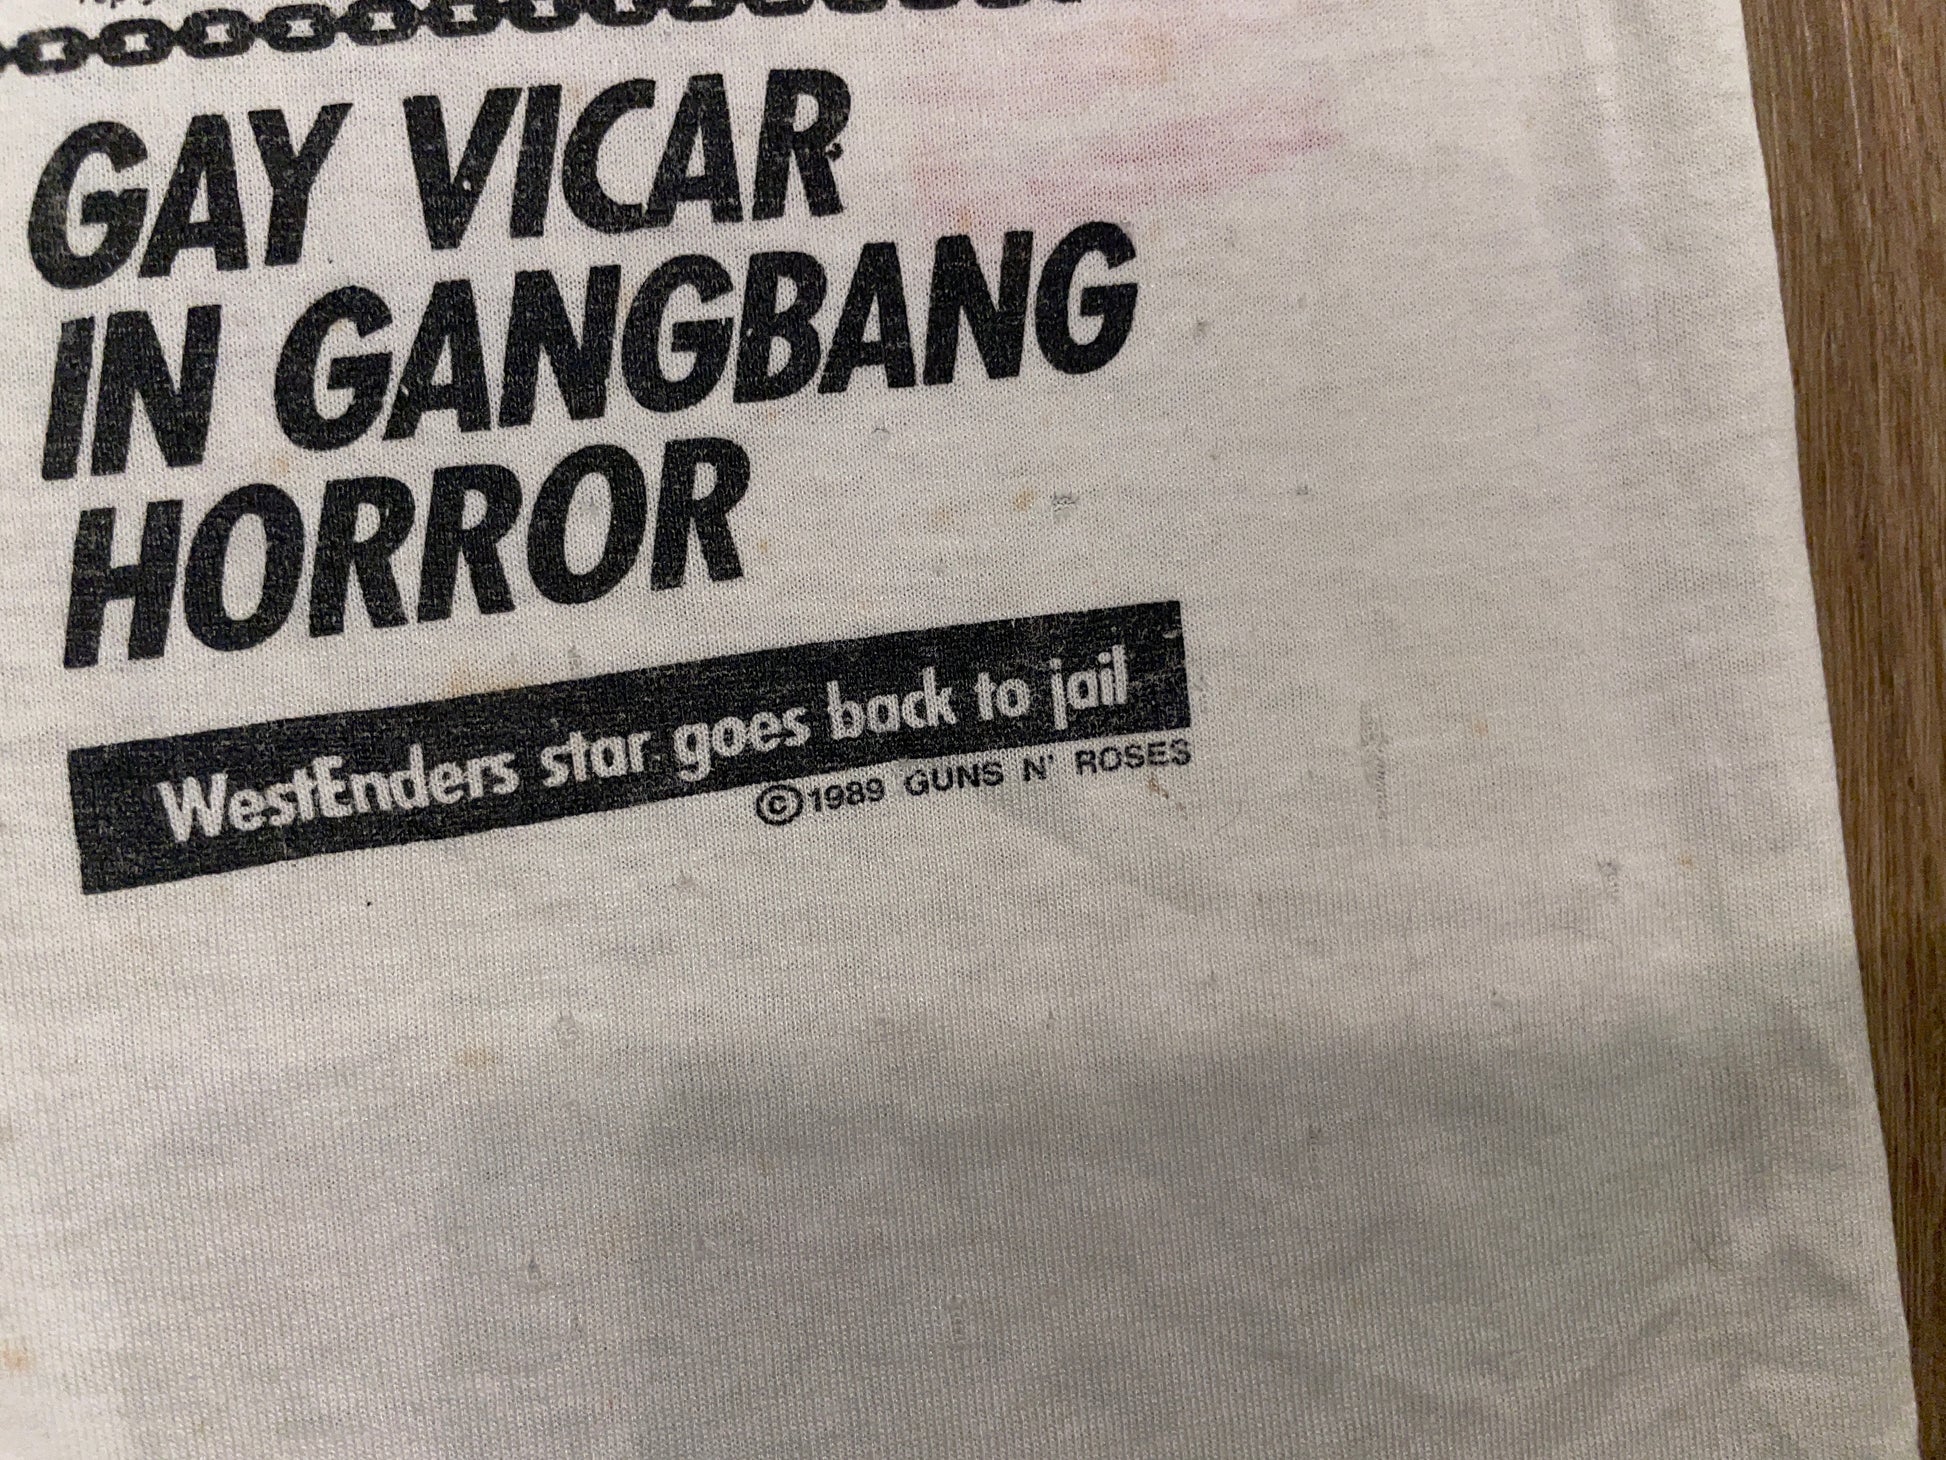 GAY VICAR
IN GANGBANG
HORROR
WestEnders star goes back to jail
©1989 GUNS N' ROSES